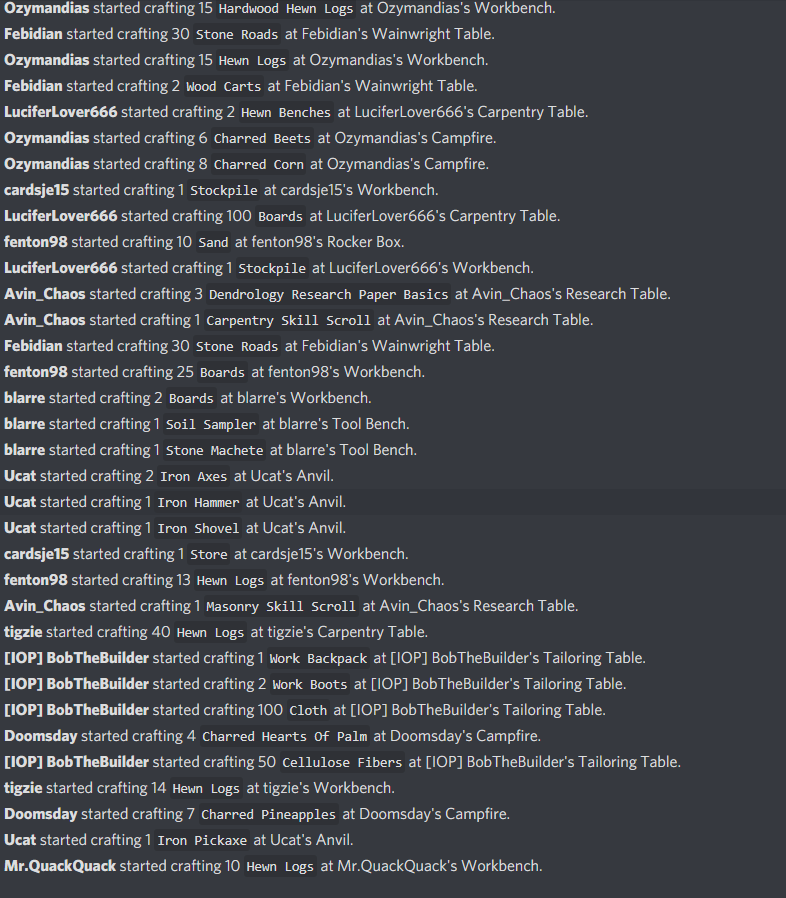 Ozymandias started crafting 15 Hardwood Hewn Logs at Ozymandias's Workbench.
Febidian started crafting 30 Stone Roads at Febidian's Wainwright Table.
Ozymandias started crafting 15 Hewn Logs at Ozymandias's Workbench.
Febidian started crafting 2 Wood Carts at Febidian's Wainwright Table.
LuciferLover666 started crafting 2 Hewn Benches at LuciferLover666's Carpentry Table.
Ozymandias started crafting 6 Charred Beets at Ozymandias's Campfire.
Ozymandias started crafting 8 Charred Corn at Ozymandias's Campfire.
cardsje15 started crafting 1 Stockpile at cardsje15's Workbench.
LuciferLover666 started crafting 100 Boards at LuciferLover666's Carpentry Table.
fenton98 started crafting 10 Sand at fenton98's Rocker Box.
LuciferLover666 started crafting 1 Stockpile at LuciferLover666's Workbench.
Avin_Chaos started crafting 3 Dendrology Research Paper Basics at Avin_Chaos's Research Table.
Avin_Chaos started crafting 1 Carpentry Skill Scroll at Avin_Chaos's Research Table.
Febidian started crafting 30 Stone Roads at Febidian's Wainwright Table.
fenton98 started crafting 25 Boards at fenton98's Workbench.
blarre started crafting 2 Boards at blarre's Workbench.
blarre started crafting 1 Soil Sampler at blarre's Tool Bench.
blarre started crafting 1 Stone Machete at blarre's Tool Bench.
Ucat started crafting 2 Iron Axes at Ucat's Anvil.
Ucat started crafting 1 Iron Hammer at Ucat's Anvil.
Ucat started crafting 1 Iron Shovel at Ucat's Anvil.
cardsje15 started crafting 1 Store at cardsje15's Workbench.
fenton98 started crafting 13 Hewn Logs at fenton98's Workbench.
Avin_Chaos started crafting 1 Masonry Skill Scroll at Avin_Chaos's Research Table.
tigzie started crafting 40 Hewn Logs at tigzie's Carpentry Table.
[IOP] BobTheBuilder started crafting 1 Work Backpack at [IOP] BobTheBuilder's Tailoring Table.
[IOP] BobTheBuilder started crafting 2 Work Boots at [IOP] BobTheBuilder's Tailoring Table.
[IOP] BobTheBuilder started crafting 100 Cloth at [IOP] BobTheBuilder's Tailoring Table.
Doomsday started crafting 4 Charred Hearts Of Palm at Doomsday's Campfire.
[IOP] BobTheBuilder started crafting 50 Cellulose Fibers at [IOP] BobTheBuilder's Tailoring Table.
tigzie started crafting 14 Hewn Logs at tigzie's Workbench.
Doomsday started crafting 7 Charred Pineapples at Doomsday's Campfire.
Ucat started crafting 1 Iron Pickaxe at Ucat's Anvil.
Mr.QuackQuack started crafting 10 Hewn Logs at Mr.QuackQuack's Workbench.